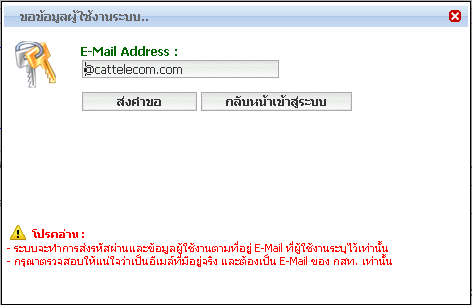 ขอข้อมูลผู้ใช้งานระบบ..
E-Mail Address :
@cattelecom.com
ส่งคำขอ
กลับหน้าเข้าสู่ระบบ
โปรดอ่าน :
- ระบบจะทำการส่งรหัสผ่านและข้อมูลผู้ใช้งานตามที่อยู่ E-Mail ที่ผู้ใช้งานระบุไว้เท่านั้น
- กรุณาตรวจสอบให้แน่ใจว่าเป็นอีเมล์ที่มีอยู่จริง และต้องเป็น E-Mail ของ กสท. เท่านั้น